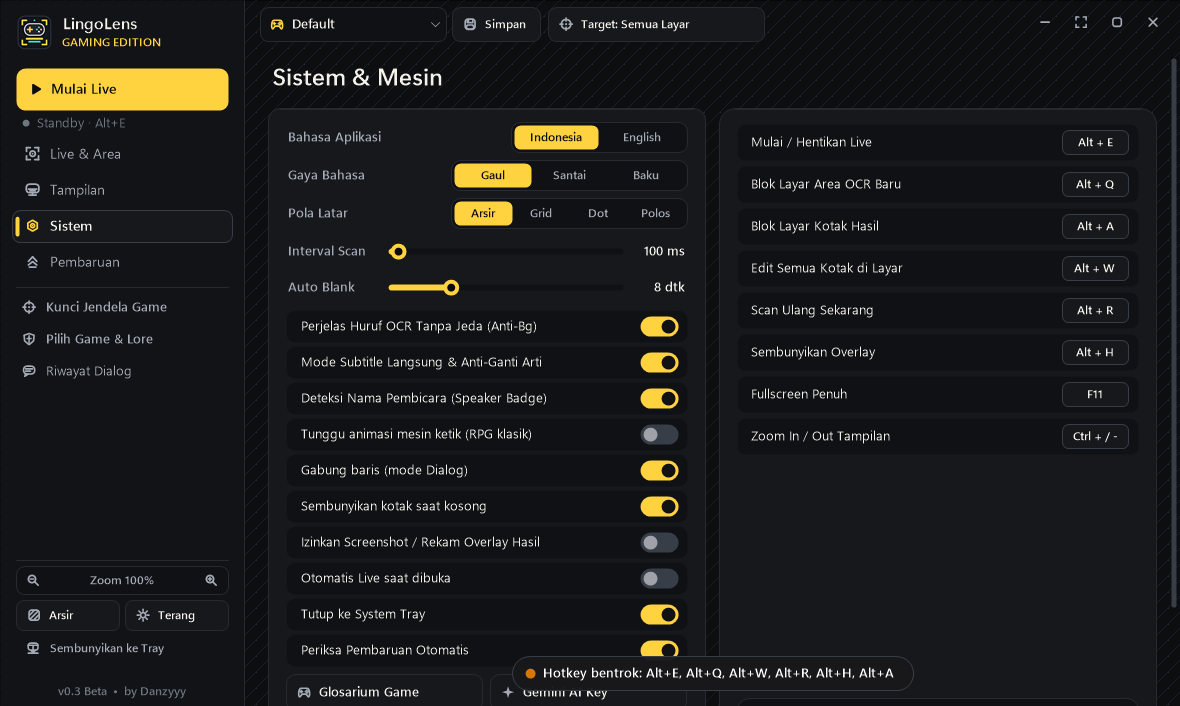 LingoLens
GAMING EDITION
Mulai Live
Standby · Alt+E
Live & Area
Tampilan
Sistem
Pembaruan
Kunci Jendela Game
Pilih Game & Lore
Riwayat Dialog
Zoom 100%
Arsir
Terang
Sembunyikan ke Tray
v0.3 Beta • by Danzyyy
Default
Simpan
Target: Semua Layar
Sistem & Mesin
Bahasa Aplikasi
Indonesia
English
Gaya Bahasa
Gaul
Santai
Baku
Pola Latar
Arsir
Grid
Dot
Polos
Interval Scan
100 ms
Auto Blank
8 dtk
Perjelas Huruf OCR Tanpa Jeda (Anti-Bg)
Mode Subtitle Langsung & Anti-Ganti Arti
Deteksi Nama Pembicara (Speaker Badge)
Tunggu animasi mesin ketik (RPG klasik)
Gabung baris (mode Dialog)
Sembunyikan kotak saat kosong
Izinkan Screenshot / Rekam Overlay Hasil
Otomatis Live saat dibuka
Tutup ke System Tray
Periksa Pembaruan Otomatis
Glosarium Game
Gemini AI Key
Mulai / Hentikan Live
Alt + E
Blok Layar Area OCR Baru
Alt + Q
Blok Layar Kotak Hasil
Alt + A
Edit Semua Kotak di Layar
Alt + W
Scan Ulang Sekarang
Alt + R
Sembunyikan Overlay
Alt + H
Fullscreen Penuh
F11
Zoom In / Out Tampilan
Ctrl + / -
Hotkey bentrok: Alt+E, Alt+Q, Alt+W, Alt+R, Alt+H, Alt+A